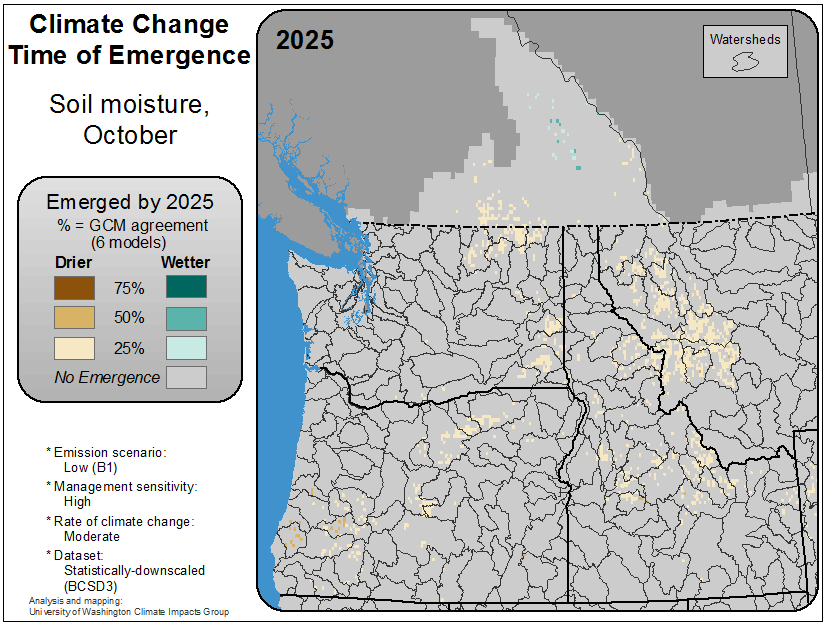 Climate Change
Time of Emergence
Soil moisture,
October
Emerged by 2025
% = GCM agreement
(6 models)
Drier Wetter
75%
50%
25%
No Emergence
* Emission scenario:
Low (B1)
* Management sensitivity:
High
* Rate of climate change:
Moderate
* Dataset:
Statistically-downscaled
(BCSD3)
Analysis and mapping:
University of Washington Climate Impacts Group
2025
Watersheds